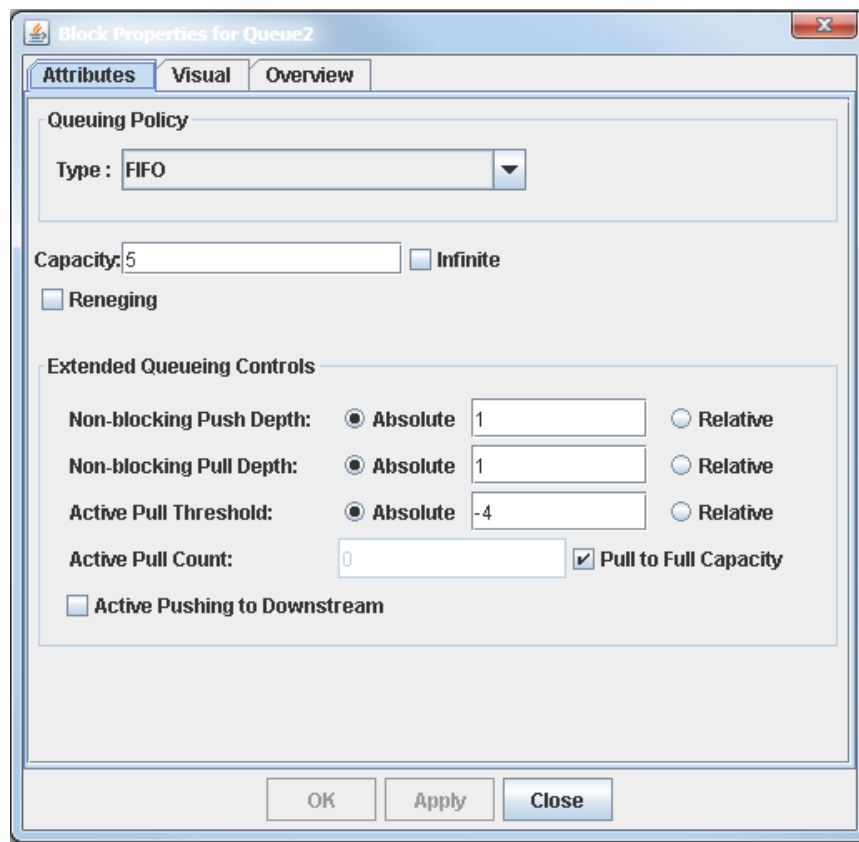 Block Properties for Queue2
Attributes Visual Overview
Queuing Policy
Type : FIFO
Capacity: 5 Infinite
Reneging
Extended Queueing Controls
Non-blocking Push Depth: Absolute 1 Relative
Non-blocking Pull Depth: Absolute 1 Relative
Active Pull Threshold: Absolute -4 Relative
Active Pull Count: 0 Pull to Full Capacity
Active Pushing to Downstream
OK Apply Close